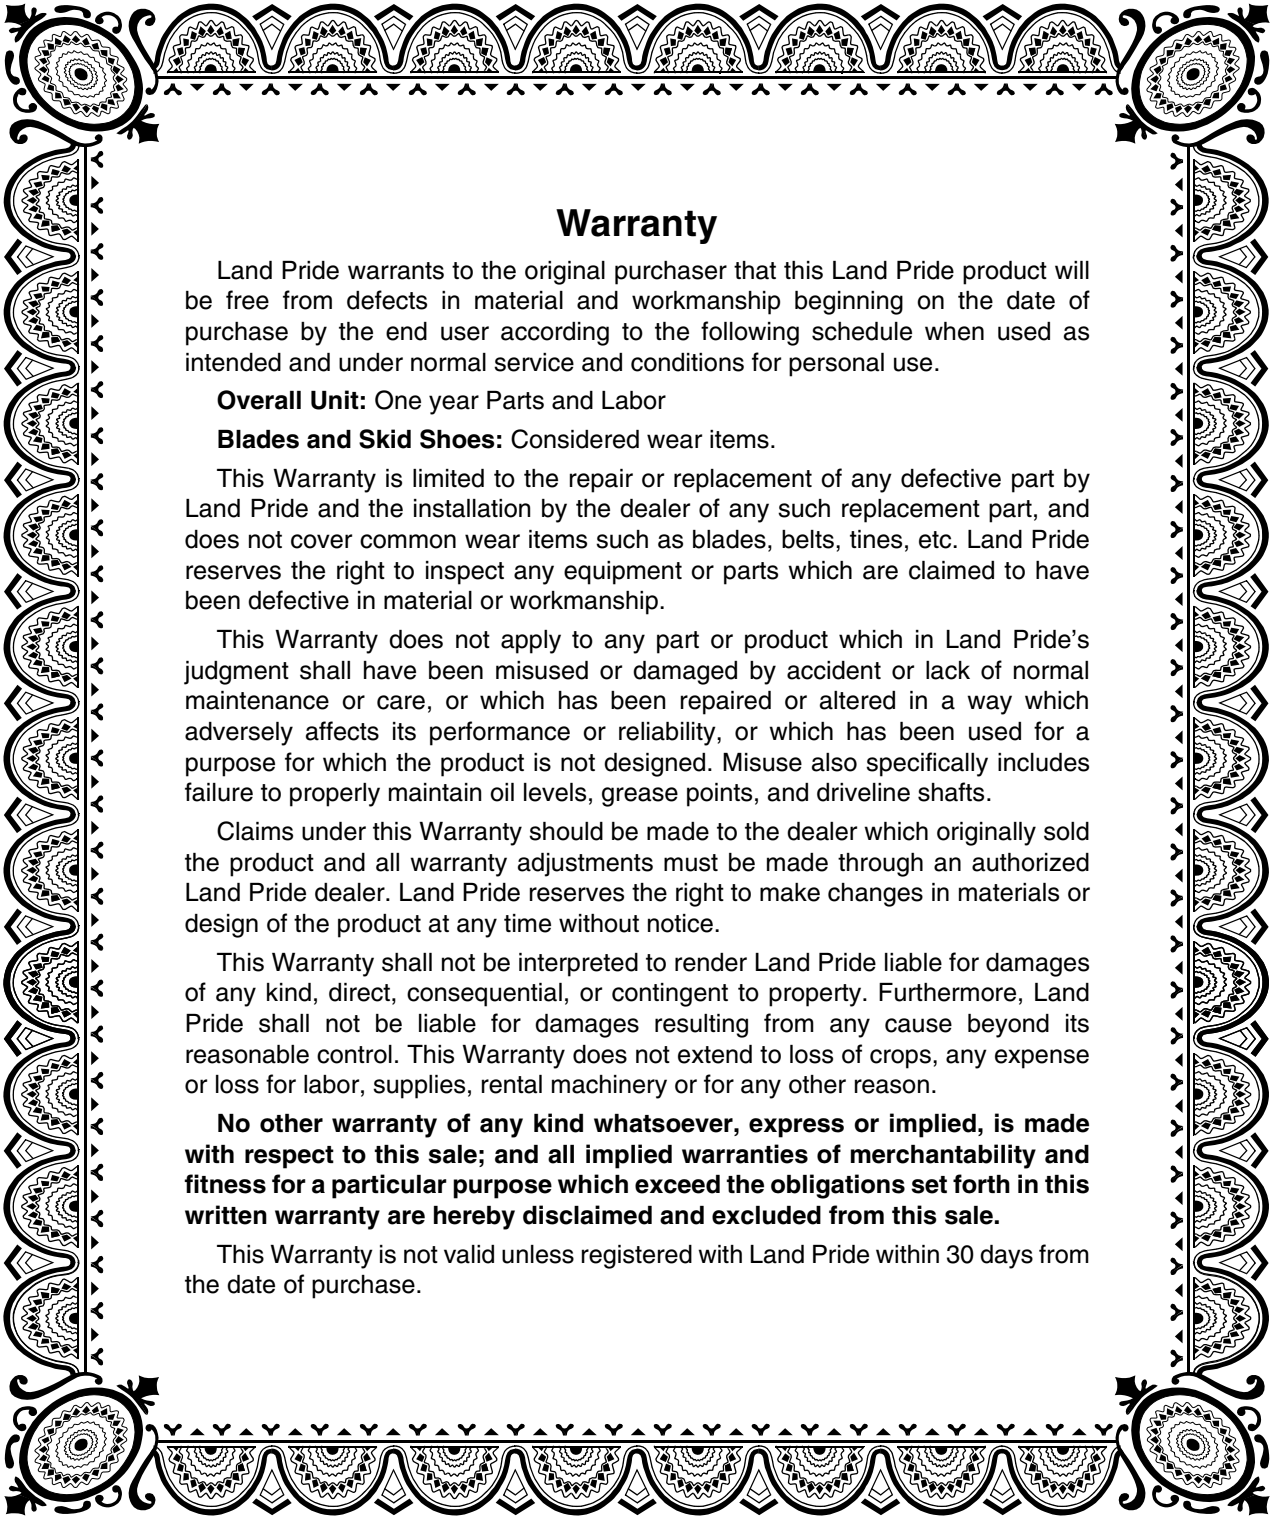 Warranty
Land Pride warrants to the original purchaser that this Land Pride product will
be free from defects in material and workmanship beginning on the date of
purchase by the end user according to the following schedule when used as
intended and under normal service and conditions for personal use.
Overall Unit: One year Parts and Labor
Blades and Skid Shoes: Considered wear items.
This Warranty is limited to the repair or replacement of any defective part by
Land Pride and the installation by the dealer of any such replacement part, and
does not cover common wear items such as blades, belts, tines, etc. Land Pride
reserves the right to inspect any equipment or parts which are claimed to have
been defective in material or workmanship.
This Warranty does not apply to any part or product which in Land Pride’s
judgment shall have been misused or damaged by accident or lack of normal
maintenance or care, or which has been repaired or altered in a way which
adversely affects its performance or reliability, or which has been used for a
purpose for which the product is not designed. Misuse also specifically includes
failure to properly maintain oil levels, grease points, and driveline shafts.
Claims under this Warranty should be made to the dealer which originally sold
the product and all warranty adjustments must be made through an authorized
Land Pride dealer. Land Pride reserves the right to make changes in materials or
design of the product at any time without notice.
This Warranty shall not be interpreted to render Land Pride liable for damages
of any kind, direct, consequential, or contingent to property. Furthermore, Land
Pride shall not be liable for damages resulting from any cause beyond its
reasonable control. This Warranty does not extend to loss of crops, any expense
or loss for labor, supplies, rental machinery or for any other reason.
No other warranty of any kind whatsoever, express or implied, is made
with respect to this sale; and all implied warranties of merchantability and
fitness for a particular purpose which exceed the obligations set forth in this
written warranty are hereby disclaimed and excluded from this sale.
This Warranty is not valid unless registered with Land Pride within 30 days from
the date of purchase.